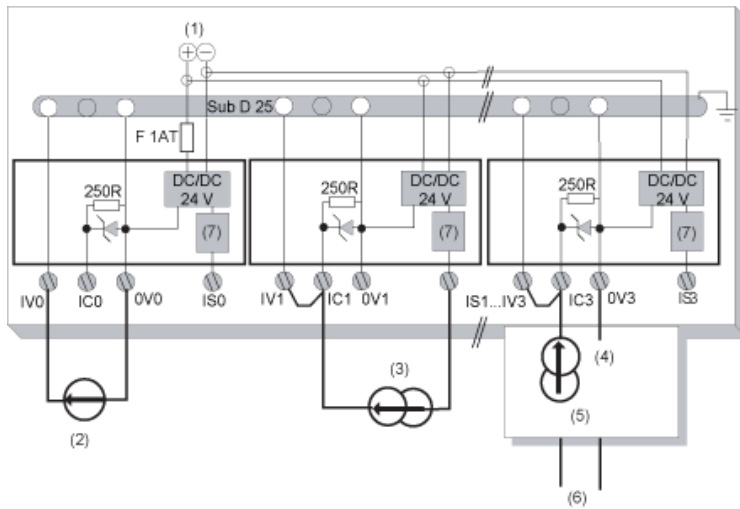 (1)
Sub D 25
F 1AT
250R
DC/DC
24 V
(7)
250R
DC/DC
24 V
(7)
250R
DC/DC
24 V
(7)
IV0 IC0 0V0 IS0 IV1 IC1 0V1 IS1...IV3 IC3 0V3 IS3
(2)
(3)
(4)
(5)
(6)